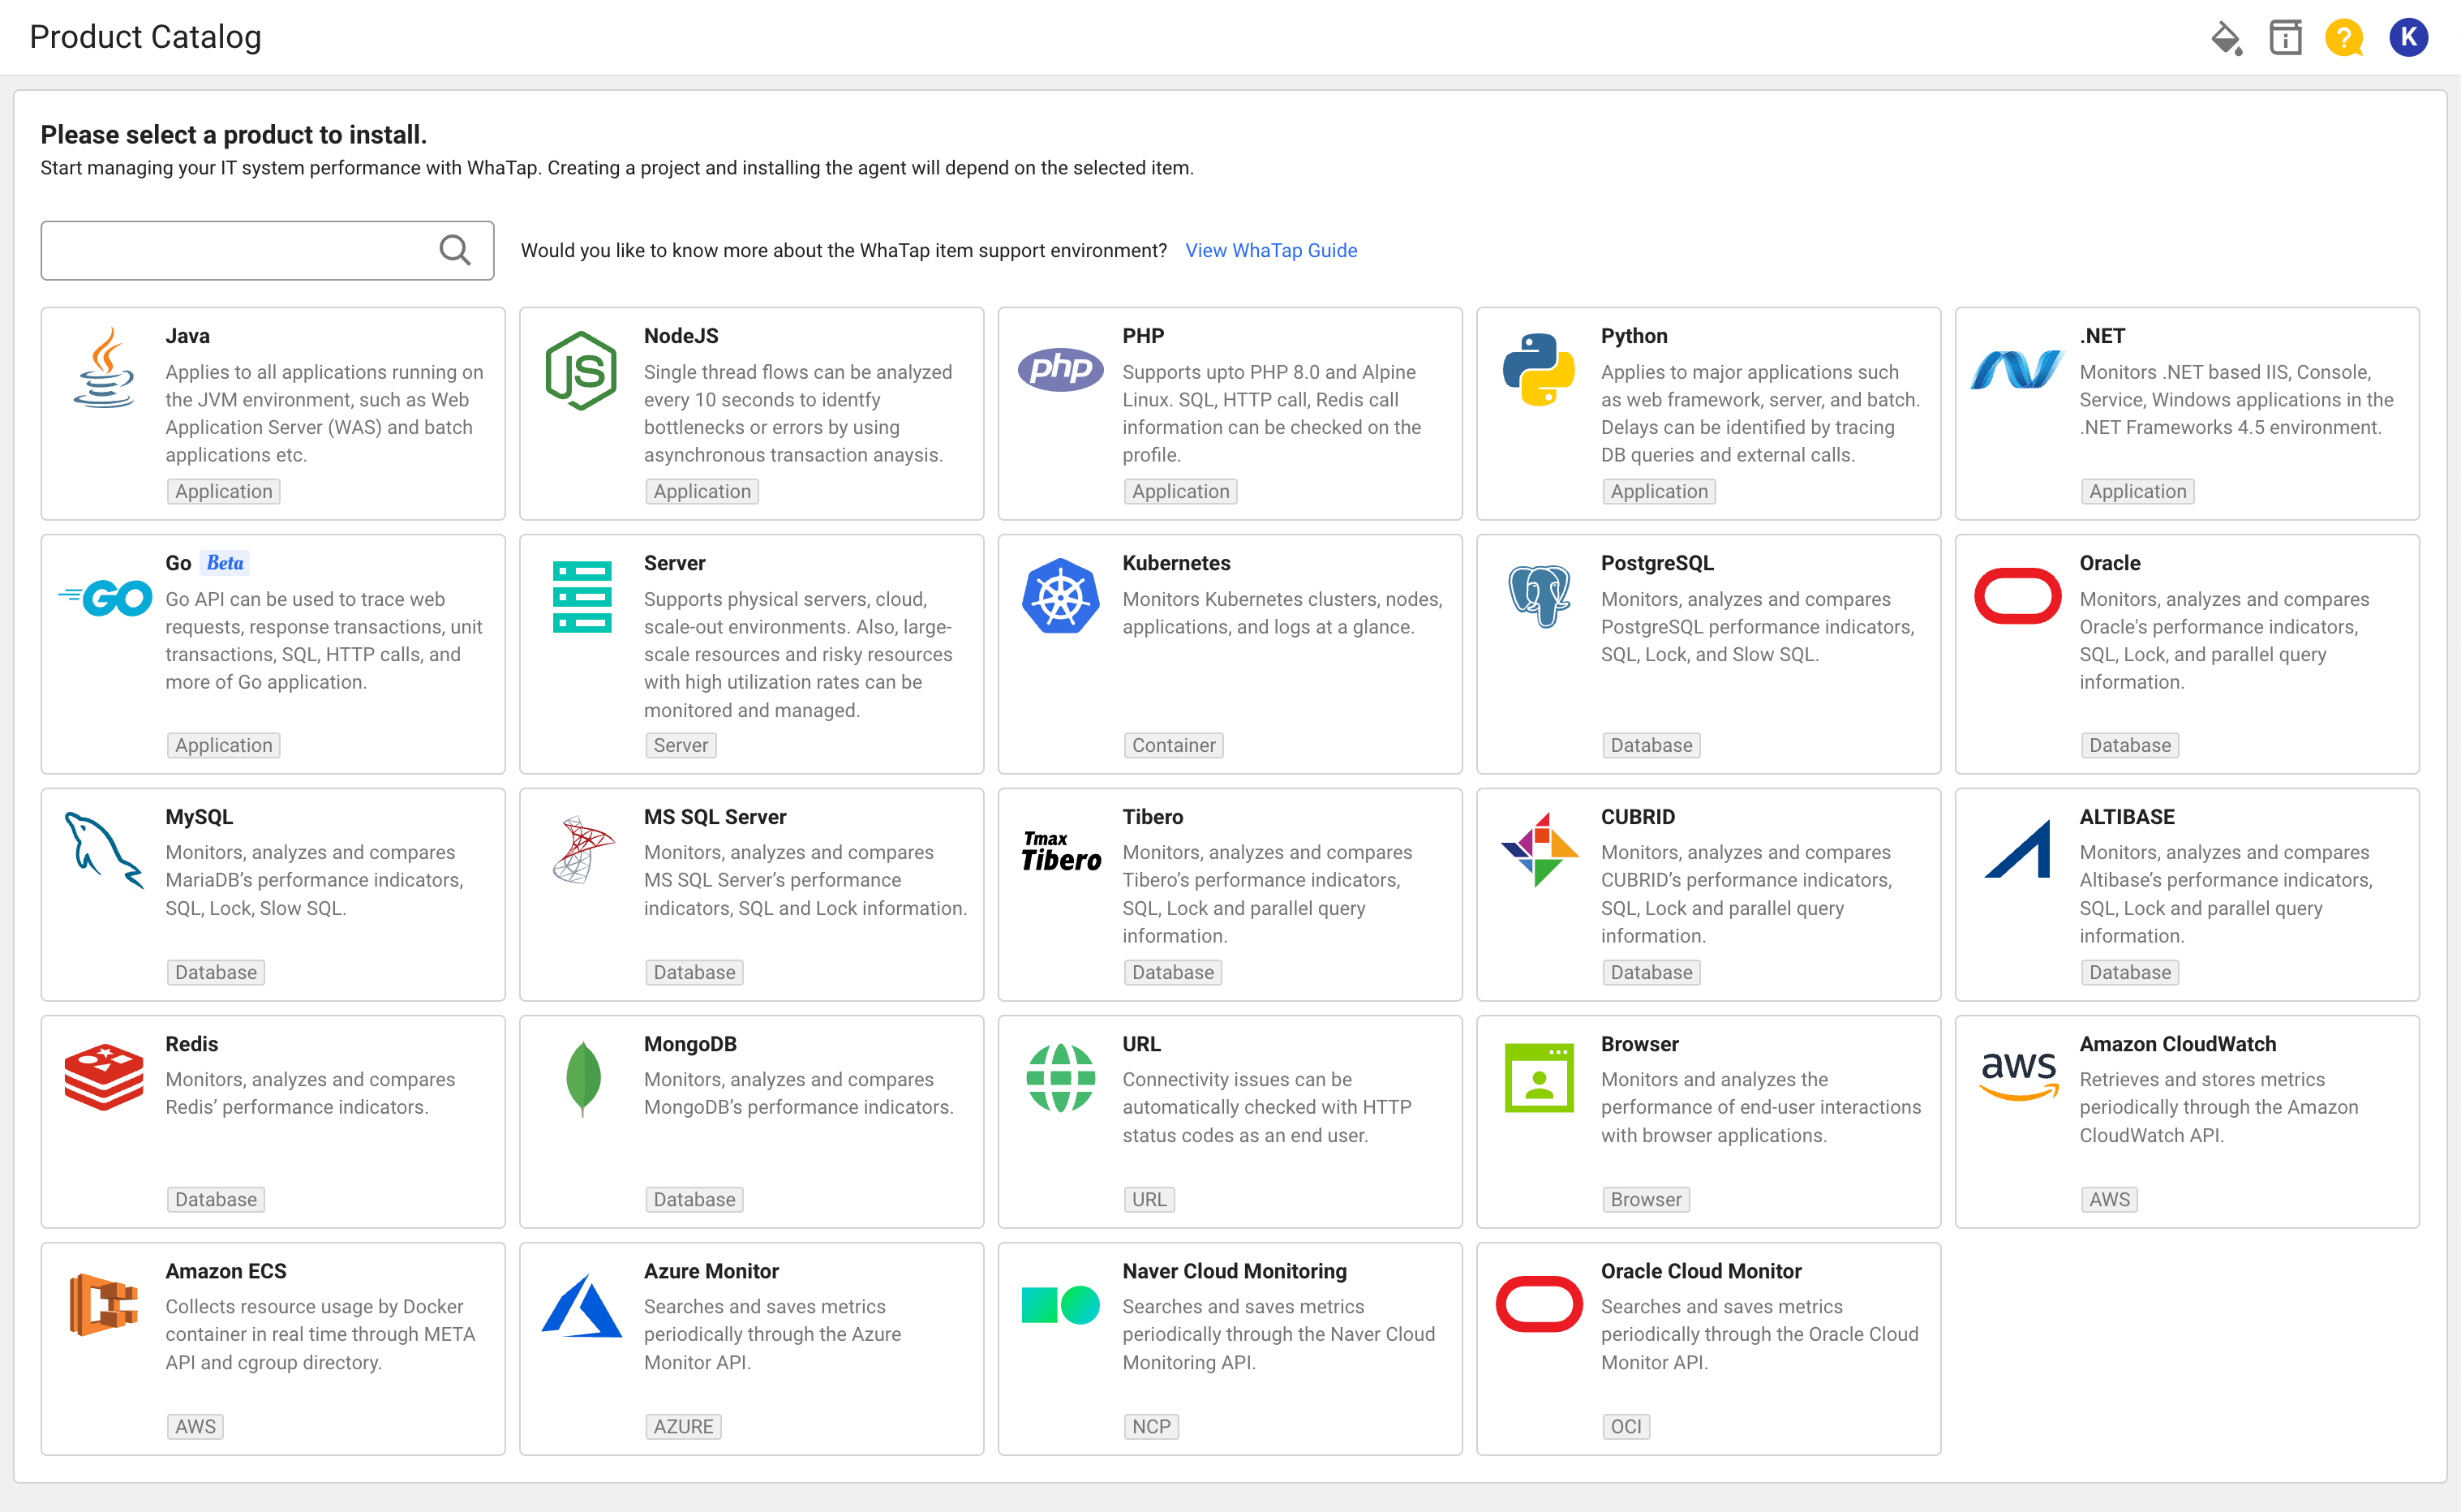 Product Catalog
K
Please select a product to install.
Start managing your IT system performance with WhaTap. Creating a project and installing the agent will depend on the selected item.
Would you like to know more about the WhaTap item support environment? View WhaTap Guide
Java
Applies to all applications running on
the JVM environment, such as Web
Application Server (WAS) and batch
applications etc.
Application
JS
NodeJS
Single thread flows can be analyzed
every 10 seconds to identfy
bottlenecks or errors by using
asynchronous transaction anaysis.
Application
php
PHP
Supports upto PHP 8.0 and Alpine
Linux. SQL, HTTP call, Redis call
information can be checked on the
profile.
Application
Python
Applies to major applications such
as web framework, server, and batch.
Delays can be identified by tracing
DB queries and external calls.
Application
.NET
Monitors .NET based IIS, Console,
Service, Windows applications in the
.NET Frameworks 4.5 environment.
Application
GO
Go Beta
Go API can be used to trace web
requests, response transactions, unit
transactions, SQL, HTTP calls, and
more of Go application.
Application
Server
Supports physical servers, cloud,
scale-out environments. Also, large-
scale resources and risky resources
with high utilization rates can be
monitored and managed.
Server
Kubernetes
Monitors Kubernetes clusters, nodes,
applications, and logs at a glance.
Container
PostgreSQL
Monitors, analyzes and compares
PostgreSQL performance indicators,
SQL, Lock, and Slow SQL.
Database
Oracle
Monitors, analyzes and compares
Oracle's performance indicators,
SQL, Lock, and parallel query
information.
Database
MySQL
Monitors, analyzes and compares
MariaDB’s performance indicators,
SQL, Lock, Slow SQL.
Database
MS SQL Server
Monitors, analyzes and compares
MS SQL Server’s performance
indicators, SQL and Lock information.
Database
Tmax
Tibero
Tibero
Monitors, analyzes and compares
Tibero’s performance indicators,
SQL, Lock and parallel query
information.
Database
CUBRID
Monitors, analyzes and compares
CUBRID’s performance indicators,
SQL, Lock and parallel query
information.
Database
ALTIBASE
Monitors, analyzes and compares
Altibase’s performance indicators,
SQL, Lock and parallel query
information.
Database
Redis
Monitors, analyzes and compares
Redis’ performance indicators.
Database
MongoDB
Monitors, analyzes and compares
MongoDB’s performance indicators.
Database
URL
Connectivity issues can be
automatically checked with HTTP
status codes as an end user.
URL
Browser
Monitors and analyzes the
performance of end-user interactions
with browser applications.
Browser
aws
Amazon CloudWatch
Retrieves and stores metrics
periodically through the Amazon
CloudWatch API.
AWS
Amazon ECS
Collects resource usage by Docker
container in real time through META
API and cgroup directory.
AWS
Azure Monitor
Searches and saves metrics
periodically through the Azure
Monitor API.
AZURE
Naver Cloud Monitoring
Searches and saves metrics
periodically through the Naver Cloud
Monitoring API.
NCP
Oracle Cloud Monitor
Searches and saves metrics
periodically through the Oracle Cloud
Monitor API.
OCI